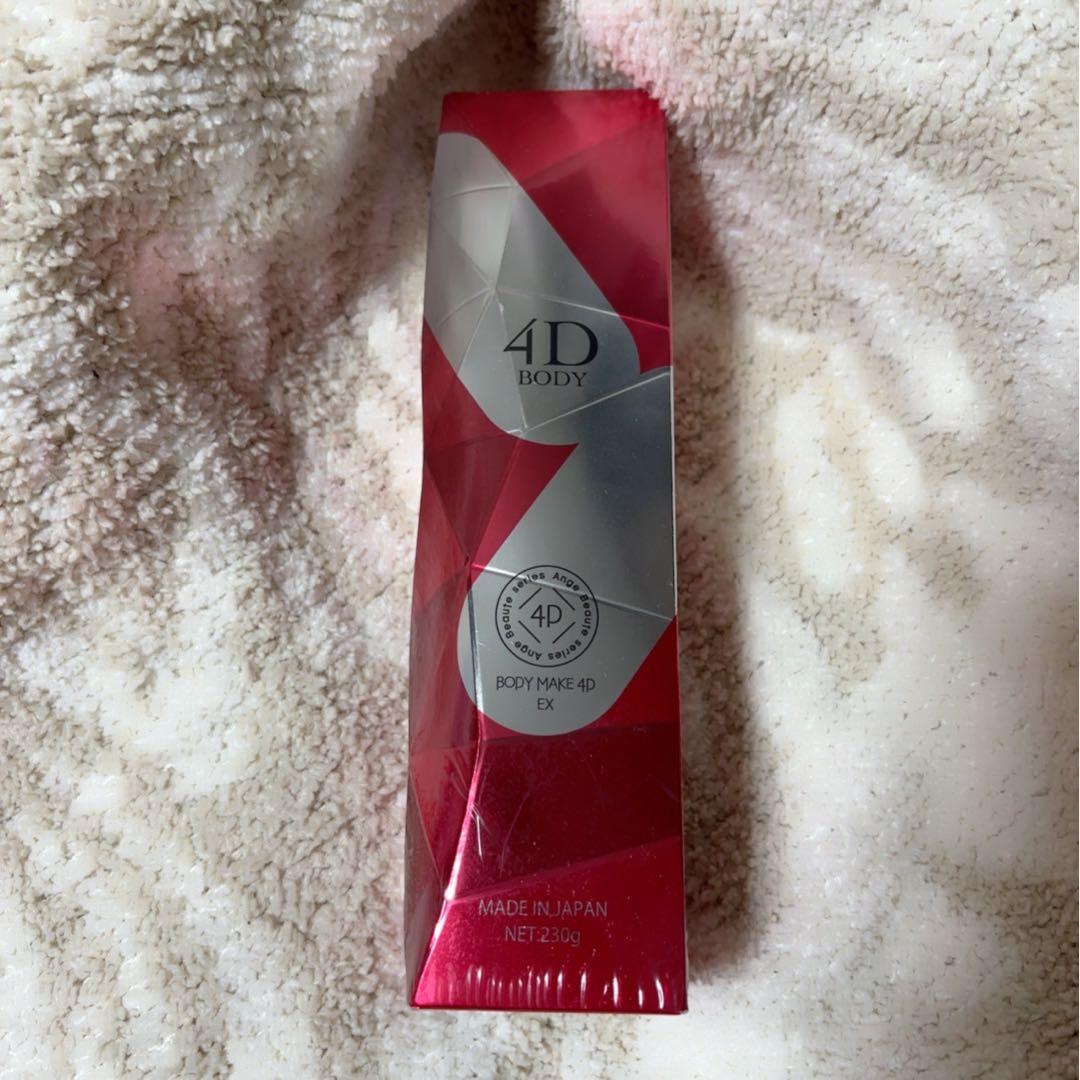 4D
BODY
Ange Beaute series Ange Beaute series
4D
BODY MAKE 4D
EX
MADE IN JAPAN
NET:230g